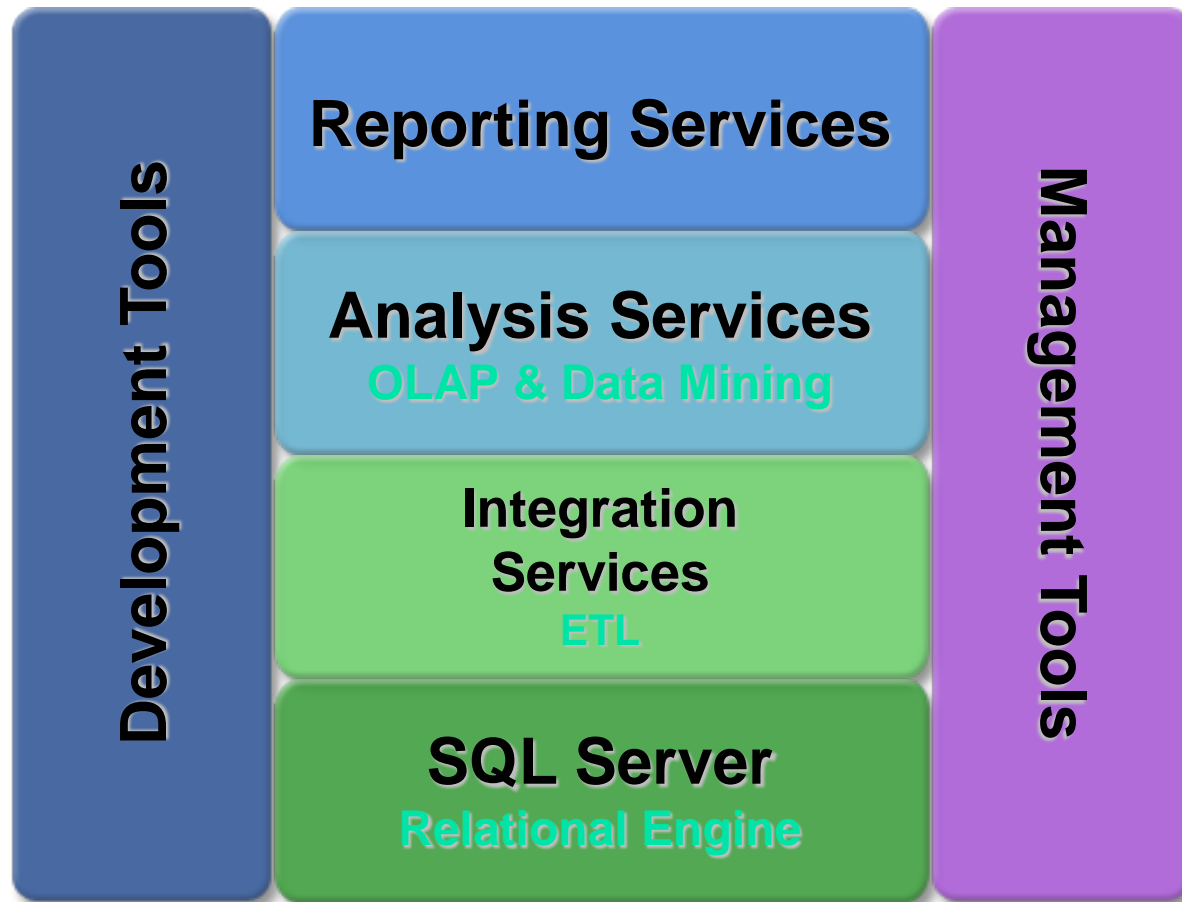 Development Tools
Reporting Services
Analysis Services
OLAP & Data Mining
Integration
Services
ETL
SQL Server
Relational Engine
Management Tools